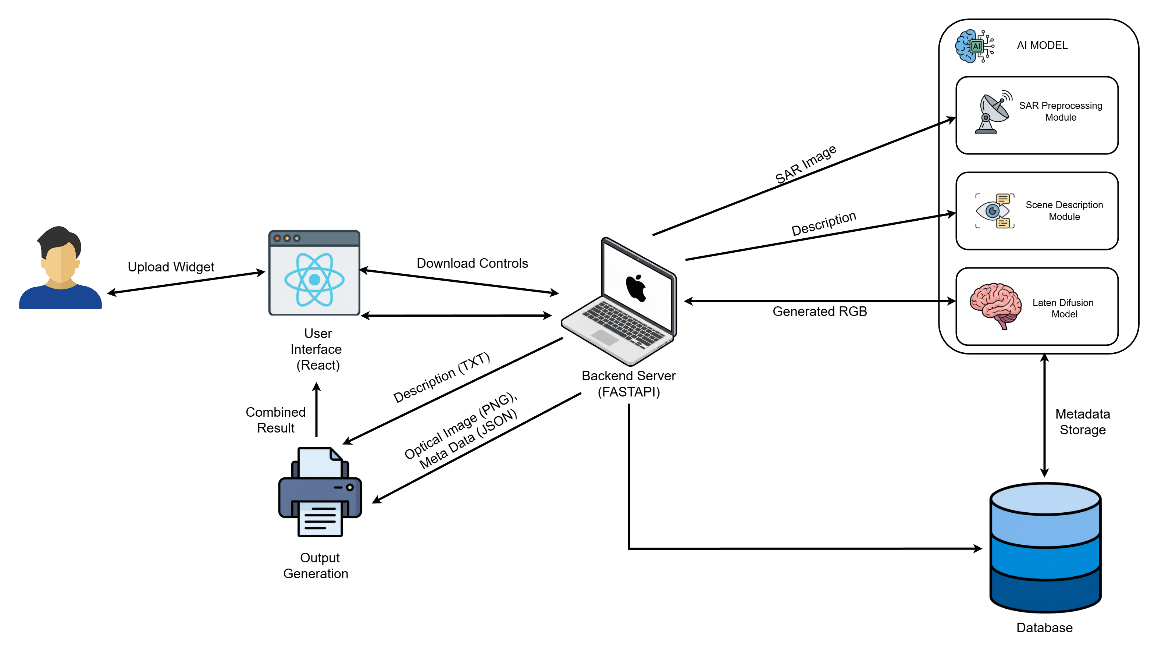 AI MODEL
AI
SAR Preprocessing
Module
SAR Image
Scene Description
Module
Description
Upload Widget
Download Controls
Laten Difusion
Model
Generated RGB
User
Interface
(React)
Backend Server
(FASTAPI)
Description (TXT)
Optical Image (PNG),
Meta Data (JSON)
Combined
Result
Metadata
Storage
Output
Generation
Database